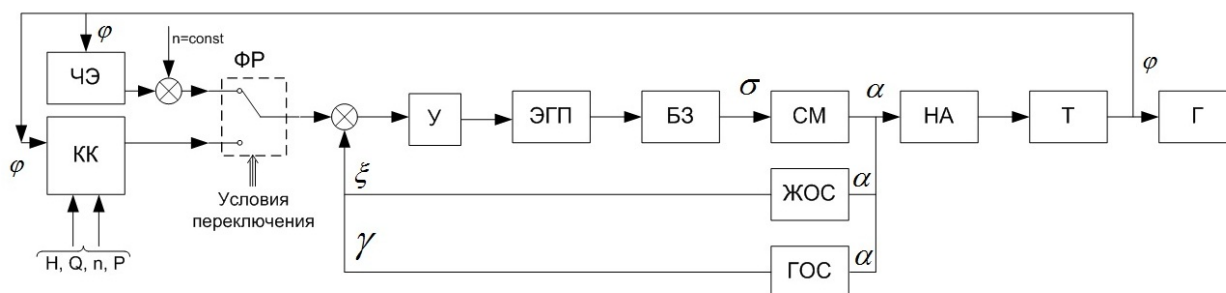 φ
n=const
ФР
ЧЭ
φ
КК
У
ЭГП
БЗ
σ
СМ
α
НА
Т
φ
Г
Условия
переключения
ξ
ЖОС
α
γ
ГОС
α
H, Q, n, P